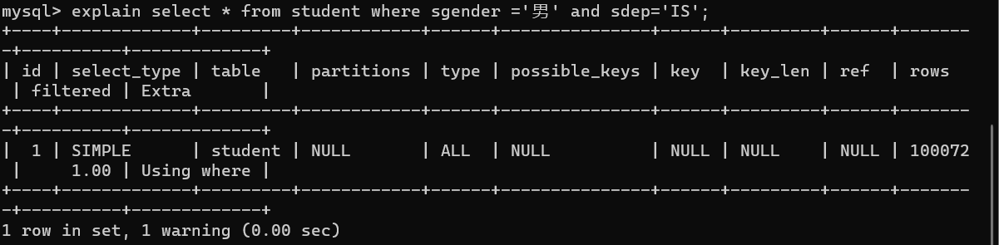 mysql> explain select * from student where sgender ='男' and sdep='IS';
+----+-------------+---------+------------+------+---------------+------+---------+------+-------
-+----------+-------------+
| id | select_type | table   | partitions | type | possible_keys | key  | key_len | ref  | rows  
 | filtered | Extra       |
+----+-------------+---------+------------+------+---------------+------+---------+------+-------
-+----------+-------------+
|  1 | SIMPLE      | student | NULL       | ALL  | NULL          | NULL | NULL    | NULL | 100072
 |     1.00 | Using where |
+----+-------------+---------+------------+------+---------------+------+---------+------+-------
-+----------+-------------+
1 row in set, 1 warning (0.00 sec)